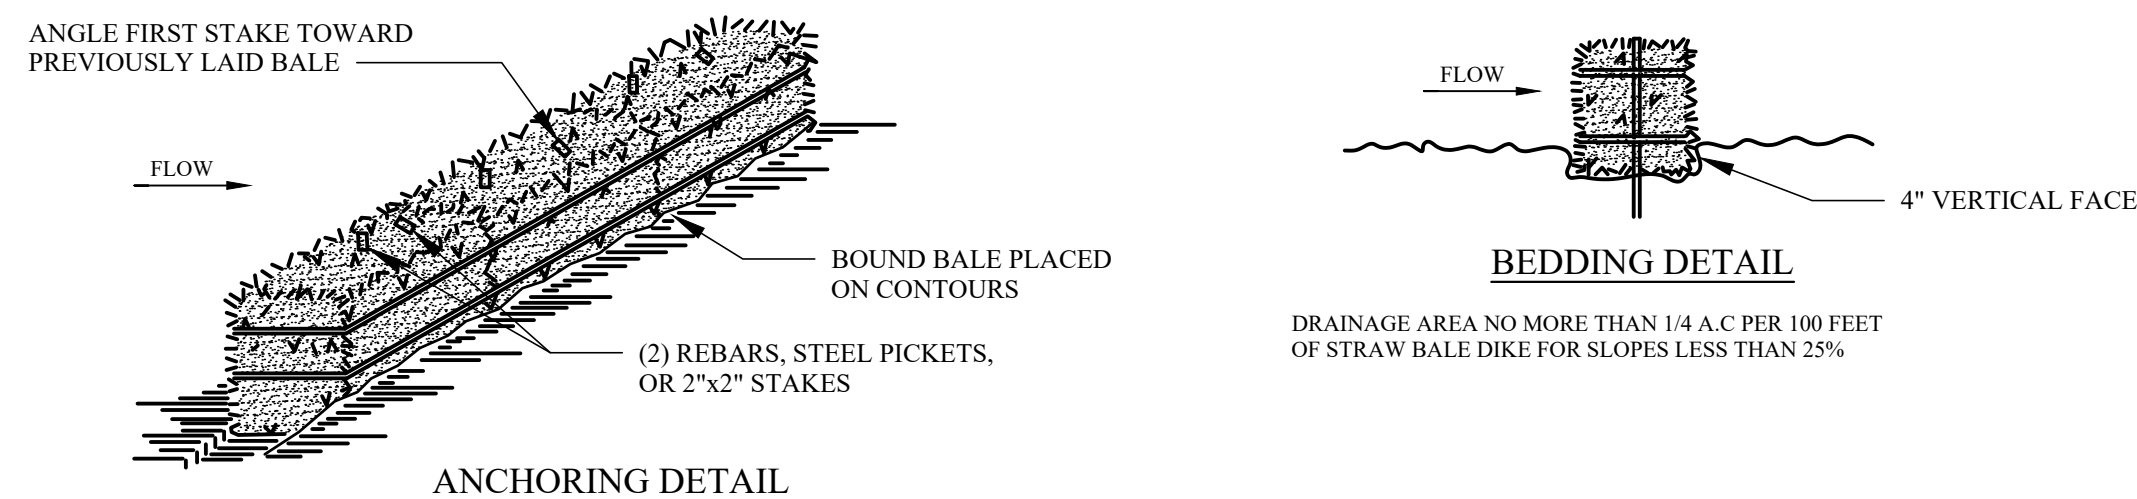 ANGLE FIRST STAKE TOWARD
PREVIOUSLY LAID BALE
FLOW
BOUND BALE PLACED
ON CONTOURS
(2) REBARS, STEEL PICKETS,
OR 2"x2" STAKES
ANCHORING DETAIL
FLOW
4" VERTICAL FACE
BEDDING DETAIL
DRAINAGE AREA NO MORE THAN 1/4 A.C PER 100 FEET
OF STRAW BALE DIKE FOR SLOPES LESS THAN 25%